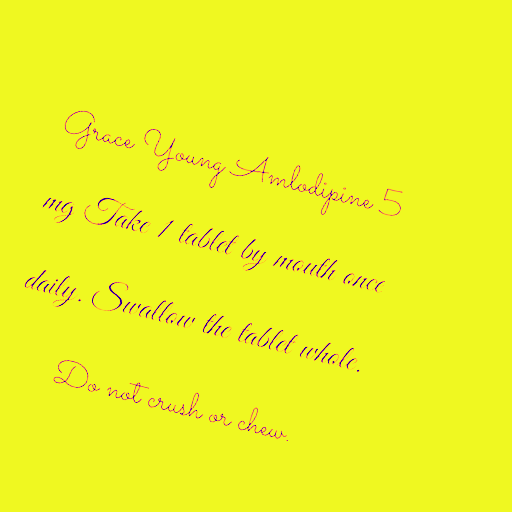 Grace Young Amlodipine 5
mg Take 1 tablet by mouth once
daily. Swallow the tablet whole.
Do not crush or chew.